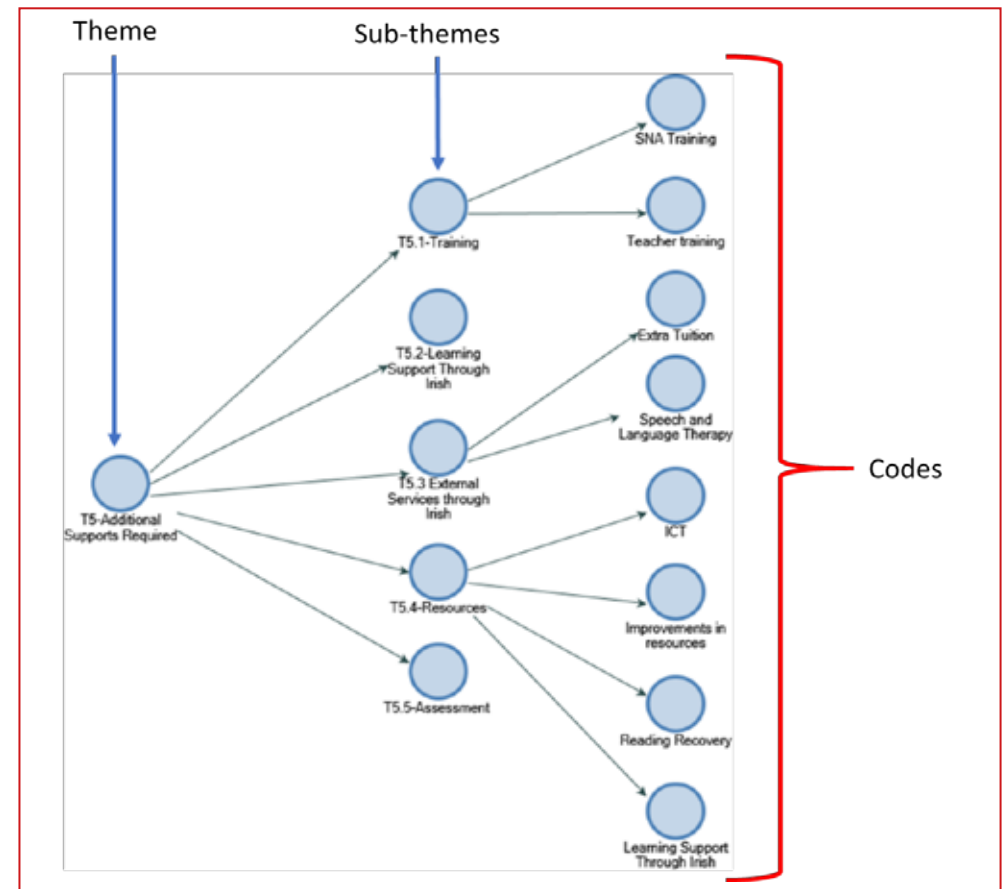 Theme
Sub-themes
SNA Training
T5.1-Training
Teacher training
Extra Tuition
T5.2-Learning
Support Through
Irish
Speech and
Language Therapy
Codes
T5-Additional
Supports Required
T5.3 External
Services through
Irish
ICT
T5.4-Resources
Improvements in
resources
T5.5-Assessment
Reading Recovery
Learning Support
Through Irish